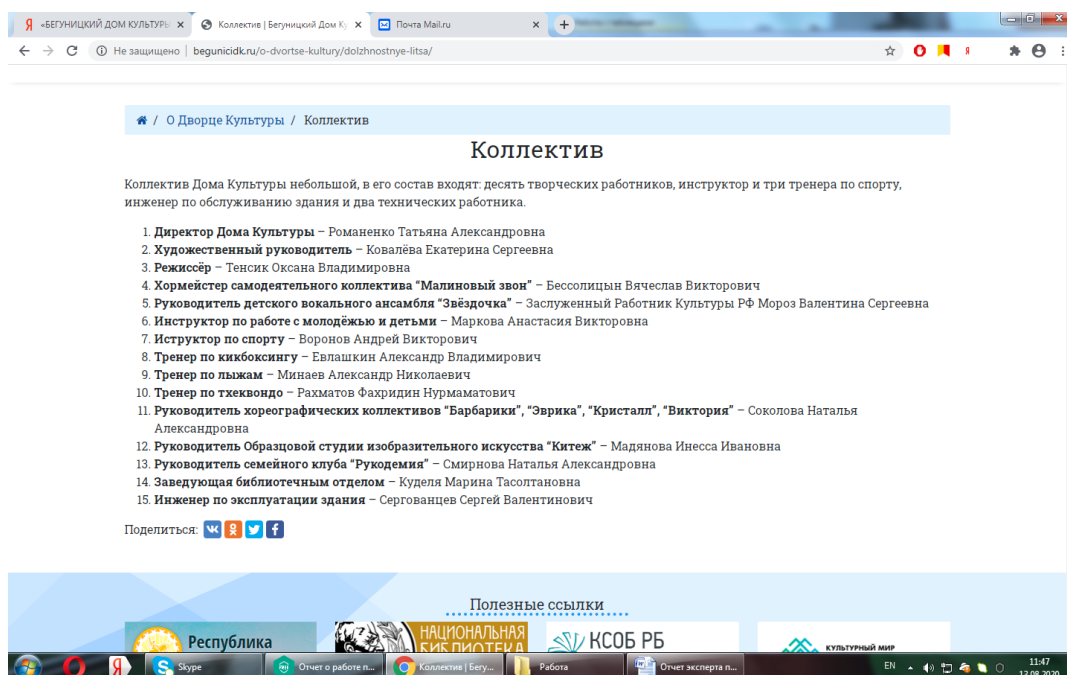 «БЕГУНИЦКИЙ ДОМ КУЛЬТУРЬ
Коллектив | Бегуницкий Дом Ку
Почта Mail.ru
Не защищено | begunicidk.ru/o-dvortse-kultury/dolzhnostnye-litsa/
/ О Дворце Культуры / Коллектив
Коллектив
Коллектив Дома Культуры небольшой, в его состав входят: десять творческих работников, инструктор и три тренера по спорту,
инженер по обслуживанию здания и два технических работника.
1. Директор Дома Культуры – Романенко Татьяна Александровна
2. Художественный руководитель – Ковалёва Екатерина Сергеевна
3. Режиссёр – Тенсик Оксана Владимировна
4. Хормейстер самодеятельного коллектива “Малиновый звон” – Бессолицын Вячеслав Викторович
5. Руководитель детского вокального ансамбля “Звёздочка” – Заслуженный Работник Культуры РФ Мороз Валентина Сергеевна
6. Инструктор по работе с молодёжью и детьми – Маркова Анастасия Викторовна
7. Иструктор по спорту – Воронов Андрей Викторович
8. Тренер по кикбоксингу – Евлашкин Александр Владимирович
9. Тренер по лыжам – Минаев Александр Николаевич
10. Тренер по тхеквондо – Рахматов Фахридин Нурмаматович
11. Руководитель хореографических коллективов “Барбарики”, “Эврика”, “Кристалл”, “Виктория” – Соколова Наталья
Александровна
12. Руководитель Образцовой студии изобразительного искусства “Китеж” – Мадянова Инесса Ивановна
13. Руководитель семейного клуба “Рукодемия” – Смирнова Наталья Александровна
14. Заведующая библиотечным отделом – Куделя Марина Тасолтановна
15. Инженер по эксплуатации здания – Сергованцев Сергей Валентинович
Поделиться:
Полезные ссылки
Республика
НАЦИОНАЛЬНАЯ
БИБЛИОТЕКА
КСОБ РБ
КУЛЬТУРНЫЙ МИР
Skype
Отчет о работе п...
Коллектив | Бегу...
Работа
Отчет эксперта п...
EN
11:47
13.08.2020